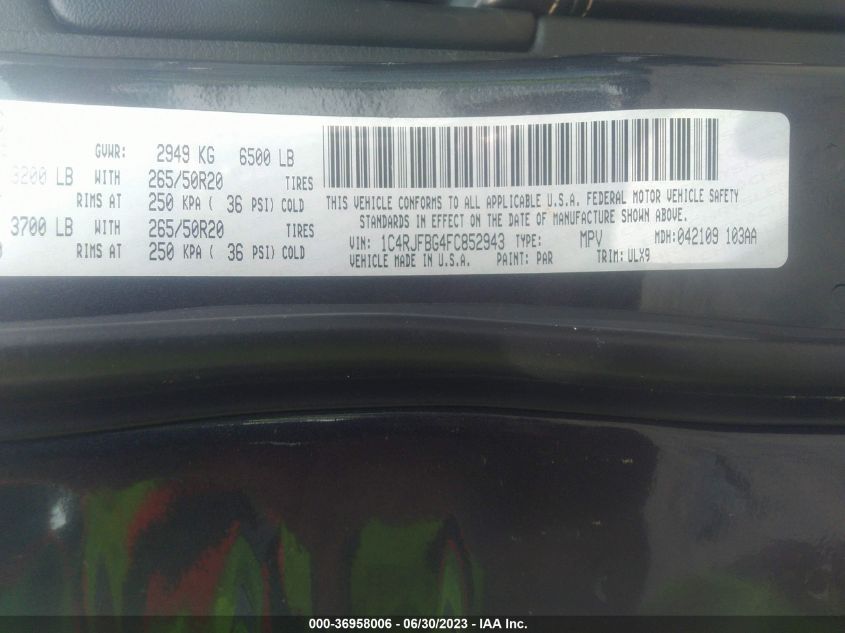 GVWR: 2949 KG 6500 LB
3200 LB WITH 265/50R20 TIRES
RIMS AT 250 KPA ( 36 PSI) COLD
3700 LB WITH 265/50R20 TIRES
RIMS AT 250 KPA ( 36 PSI) COLD
THIS VEHICLE CONFORMS TO ALL APPLICABLE U.S.A. FEDERAL MOTOR VEHICLE SAFETY
STANDARDS IN EFFECT ON THE DATE OF MANUFACTURE SHOWN ABOVE.
VIN: 1C4RJFBG4FC852943 TYPE: MPV MDH:042109 103AA
VEHICLE MADE IN U.S.A. PAINT: PAR TRIM: ULX9
000-36958006 - 06/30/2023 - IAA Inc.